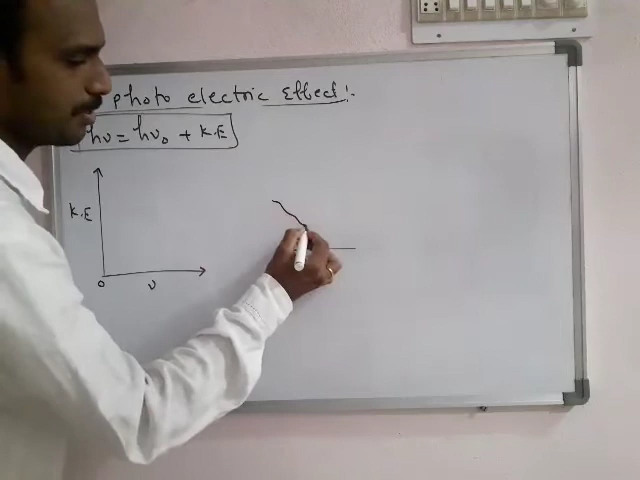 photo electric Effect:-
hν = hν₀ + K.E
K.E
0 ν